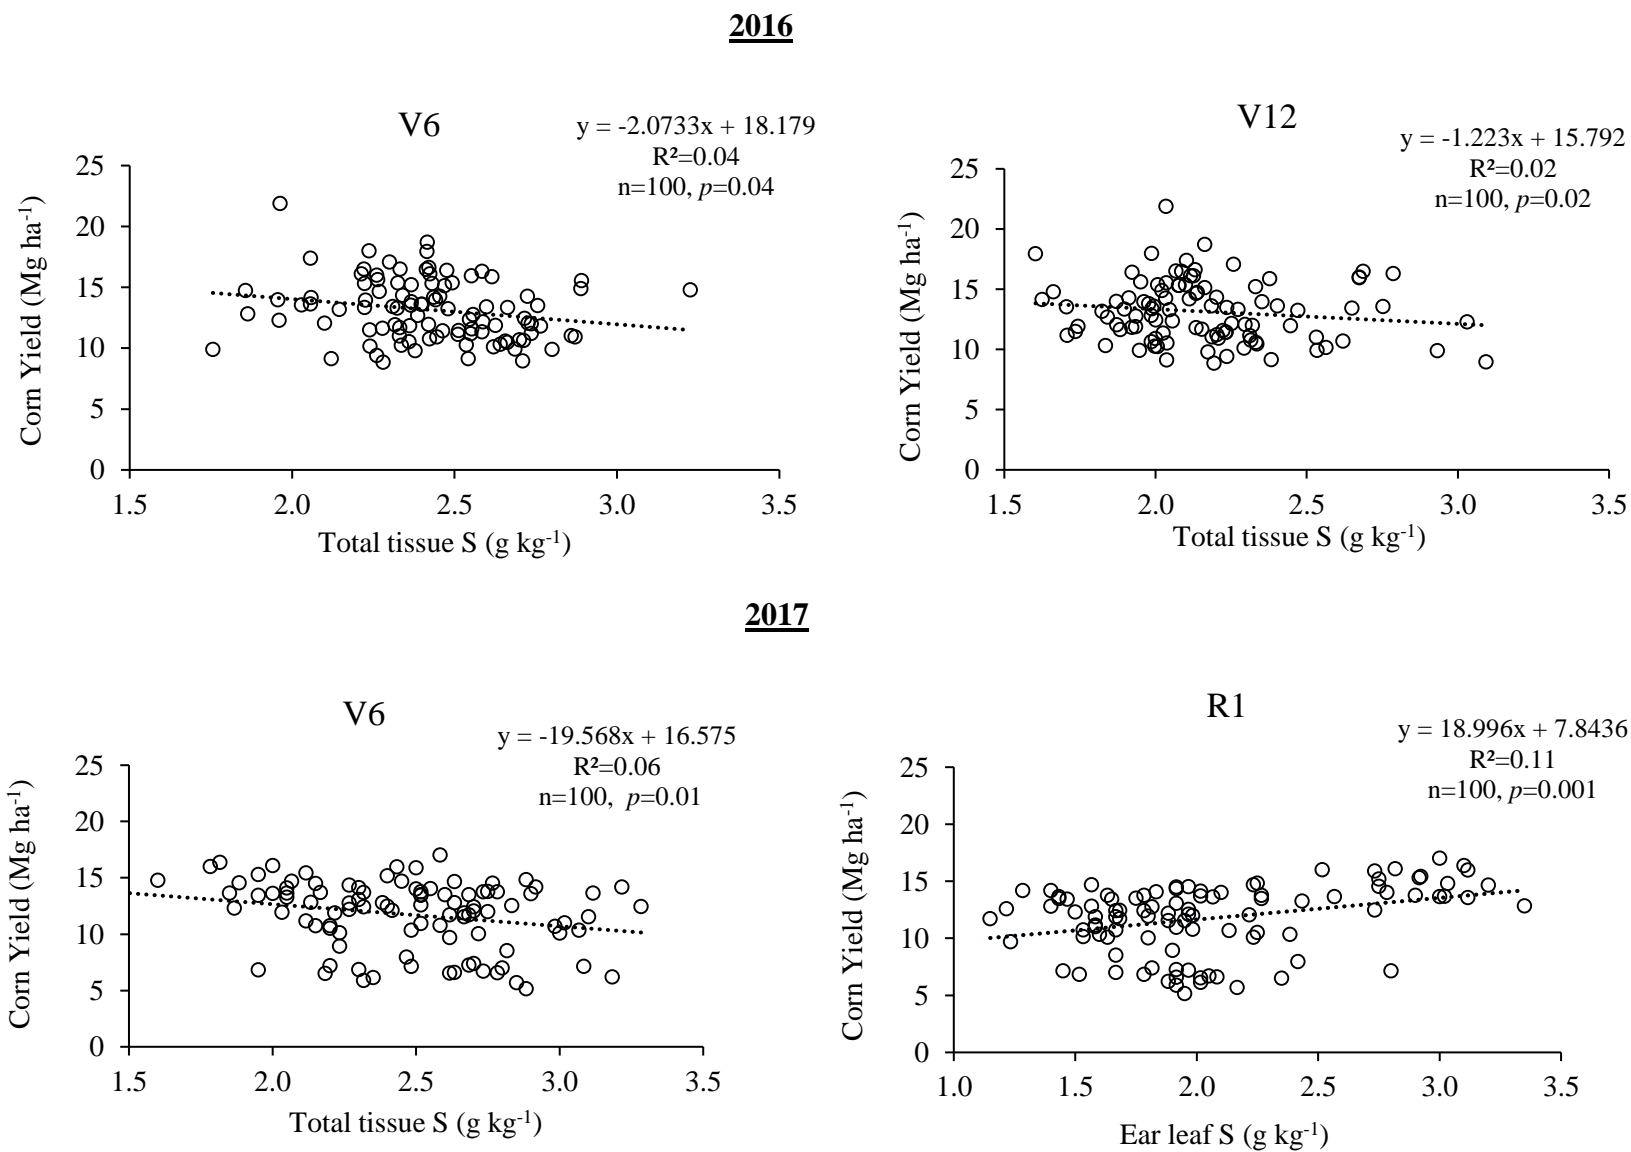 2016
V6
y = -2.0733x + 18.179
R²=0.04
n=100, p=0.04
25
20
15
10
5
0
Corn Yield (Mg ha-1)
1.5 2.0 2.5 3.0 3.5
Total tissue S (g kg-1)
V12
y = -1.223x + 15.792
R²=0.02
n=100, p=0.02
25
20
15
10
5
0
Corn Yield (Mg ha-1)
1.5 2.0 2.5 3.0 3.5
Total tissue S (g kg-1)
2017
V6
y = -19.568x + 16.575
R²=0.06
n=100, p=0.01
25
20
15
10
5
0
Corn Yield (Mg ha-1)
1.5 2.0 2.5 3.0 3.5
Total tissue S (g kg-1)
R1
y = 18.996x + 7.8436
R²=0.11
n=100, p=0.001
25
20
15
10
5
0
Corn Yield (Mg ha-1)
1.0 1.5 2.0 2.5 3.0 3.5
Ear leaf S (g kg-1)